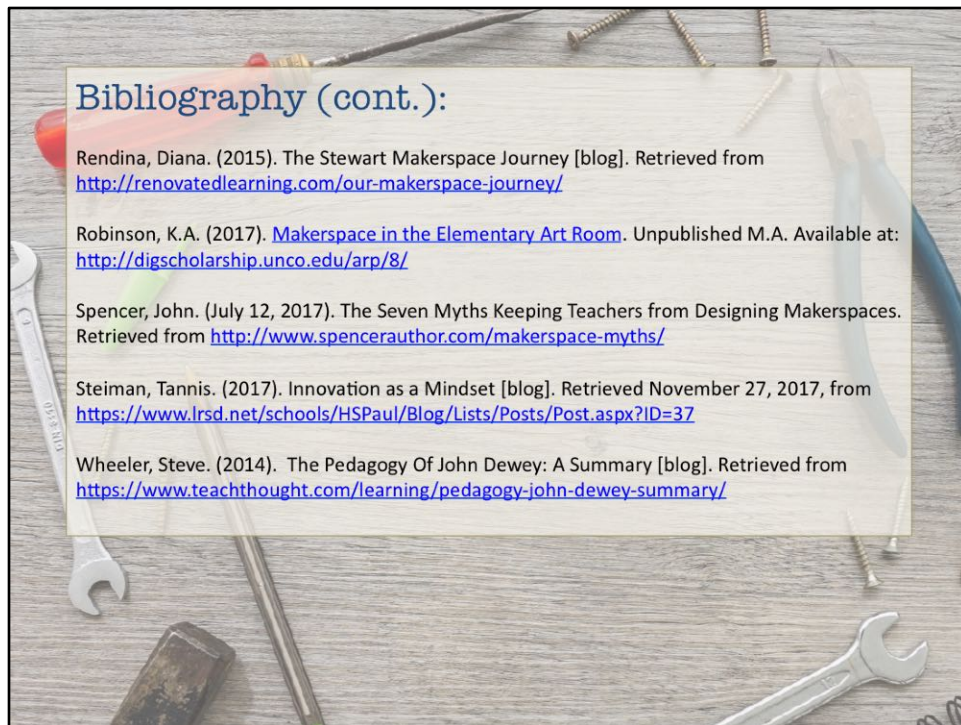 Bibliography (cont.):
Rendina, Diana. (2015). The Stewart Makerspace Journey [blog]. Retrieved from
http://renovatedlearning.com/our-makerspace-journey/
Robinson, K.A. (2017). Makerspace in the Elementary Art Room. Unpublished M.A. Available at:
http://digscholarship.unco.edu/arp/8/
Spencer, John. (July 12, 2017). The Seven Myths Keeping Teachers from Designing Makerspaces.
Retrieved from http://www.spencerauthor.com/makerspace-myths/
Steiman, Tannis. (2017). Innovation as a Mindset [blog]. Retrieved November 27, 2017, from
https://www.lrsd.net/schools/HSPaul/Blog/Lists/Posts/Post.aspx?ID=37
Wheeler, Steve. (2014).  The Pedagogy Of John Dewey: A Summary [blog]. Retrieved from
https://www.teachthought.com/learning/pedagogy-john-dewey-summary/